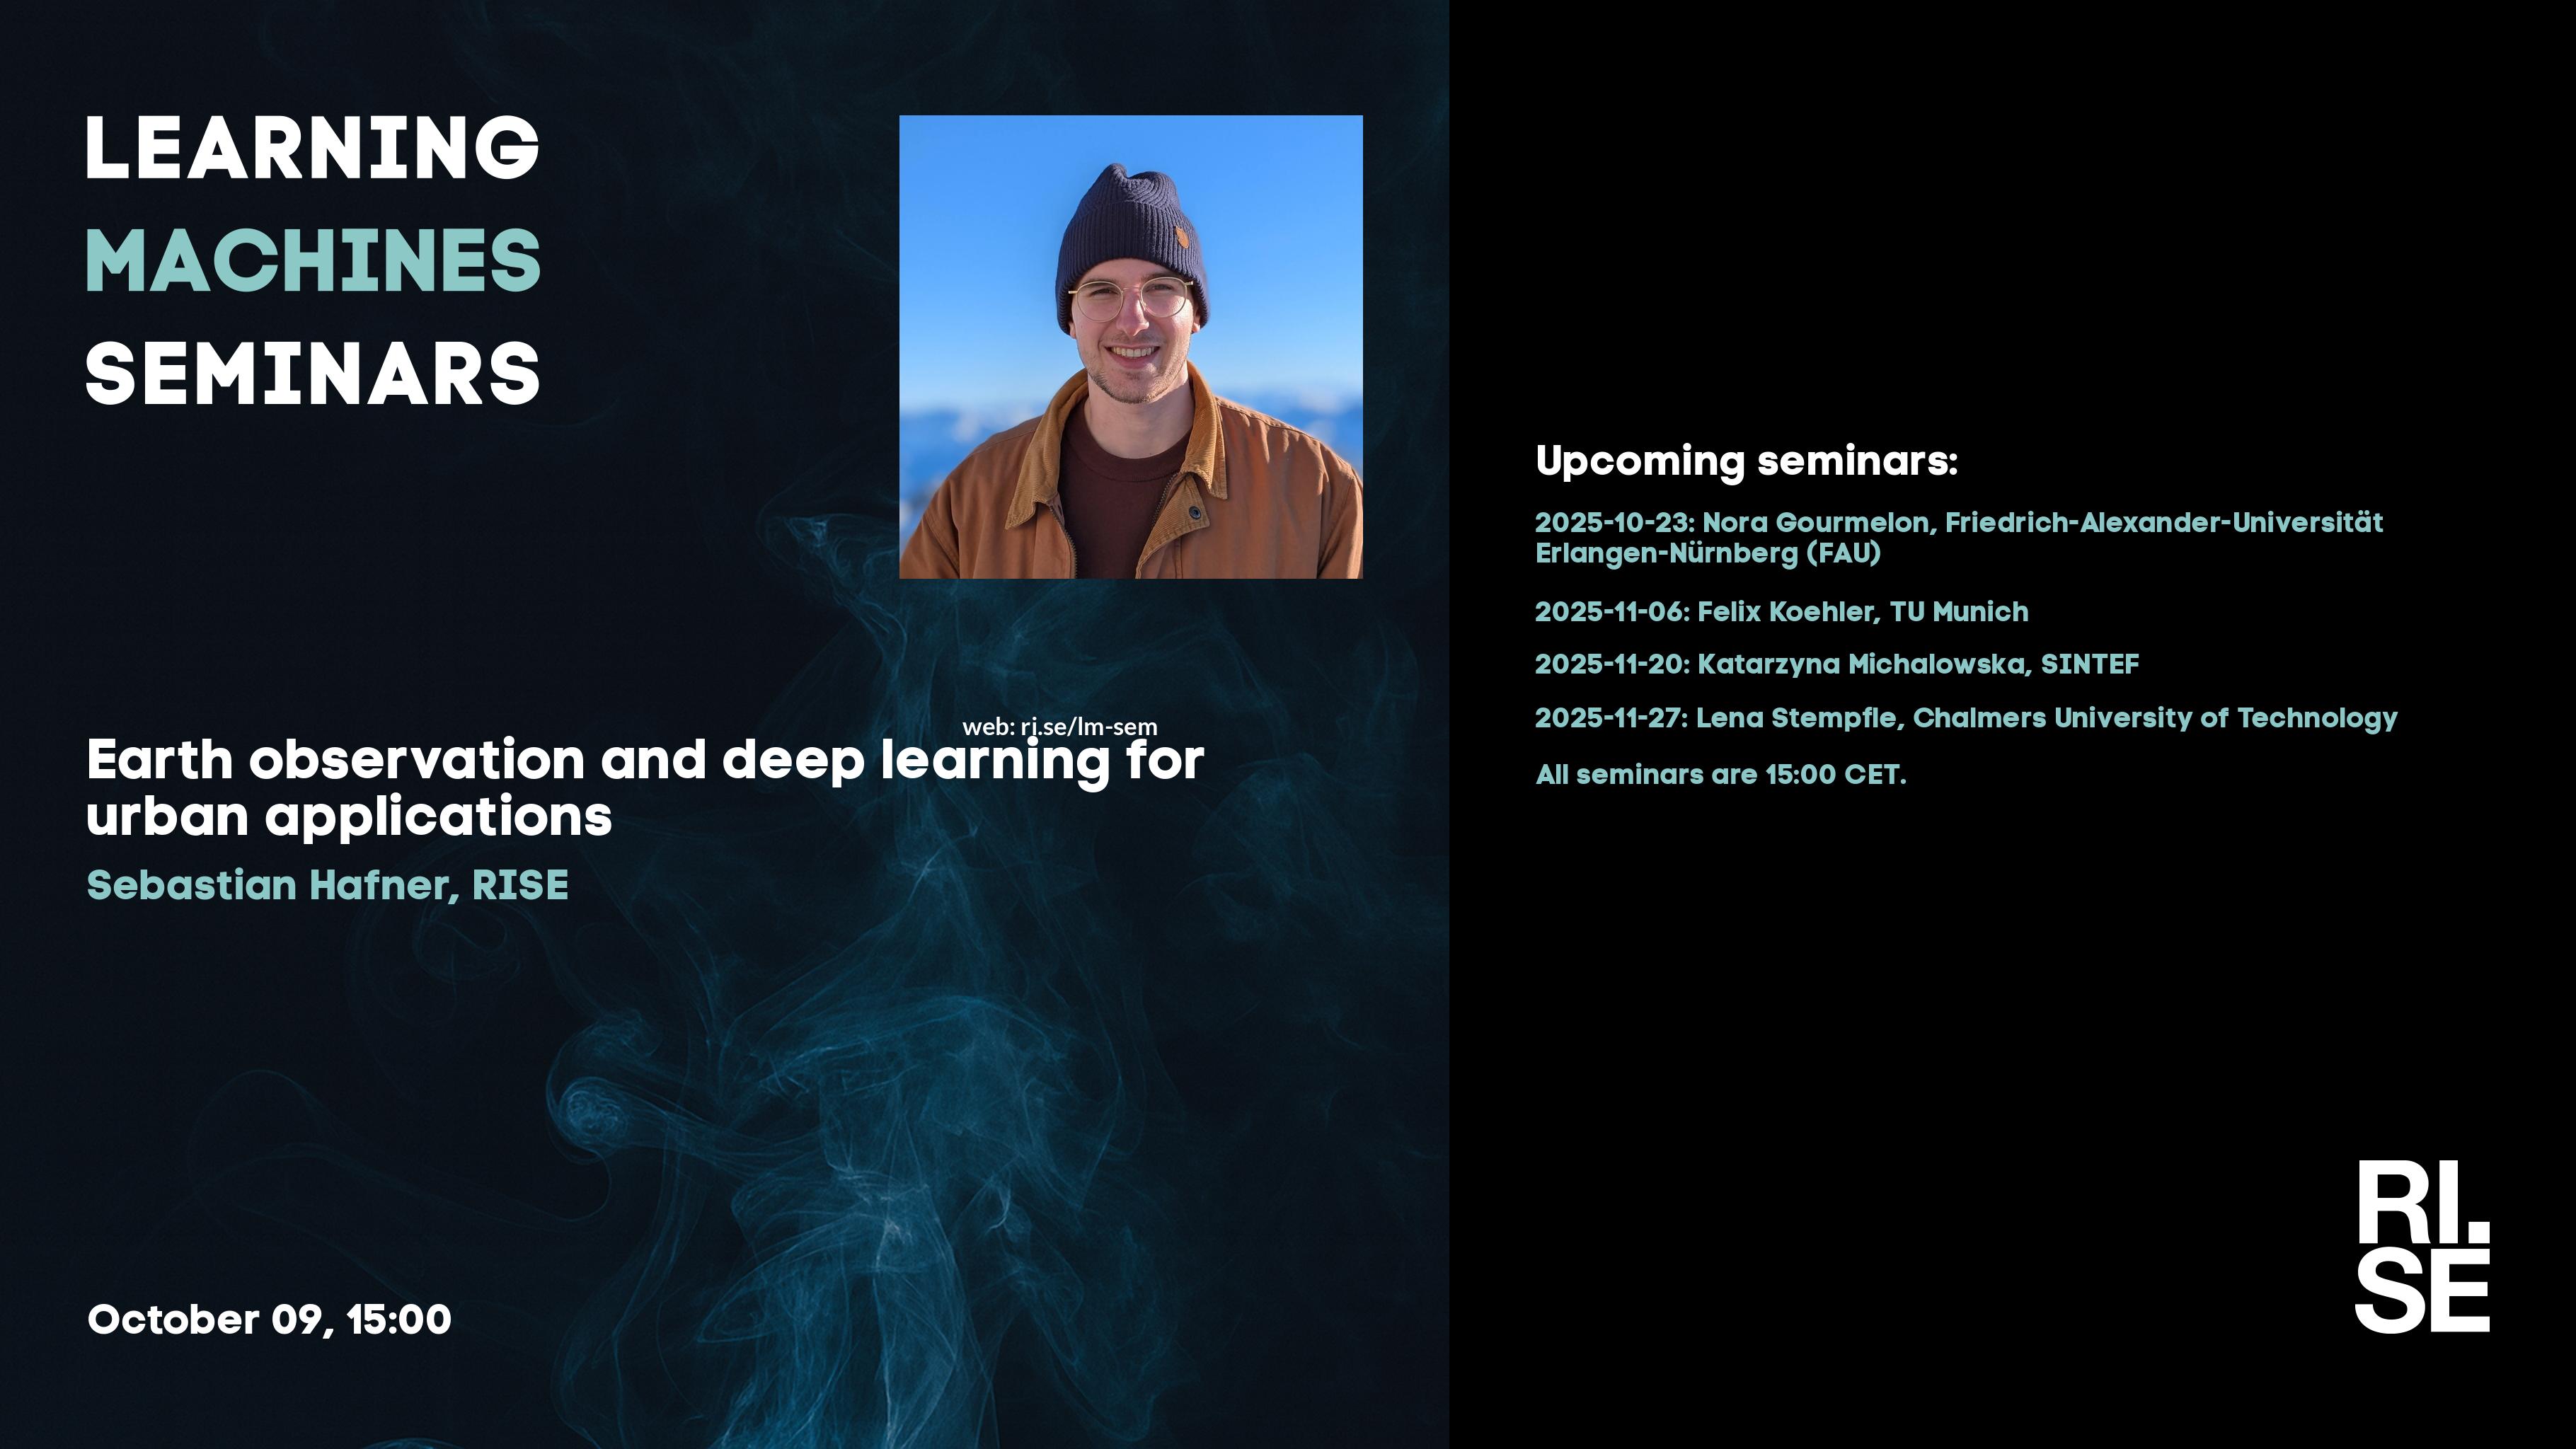 LEARNING
MACHINES
SEMINARS
web: ri.se/lm-sem
Earth observation and deep learning for
urban applications
Sebastian Hafner, RISE
October 09, 15:00
Upcoming seminars:
2025-10-23: Nora Gourmelon, Friedrich-Alexander-Universität
Erlangen-Nürnberg (FAU)
2025-11-06: Felix Koehler, TU Munich
2025-11-20: Katarzyna Michalowska, SINTEF
2025-11-27: Lena Stempfle, Chalmers University of Technology
All seminars are 15:00 CET.
RI.
SE